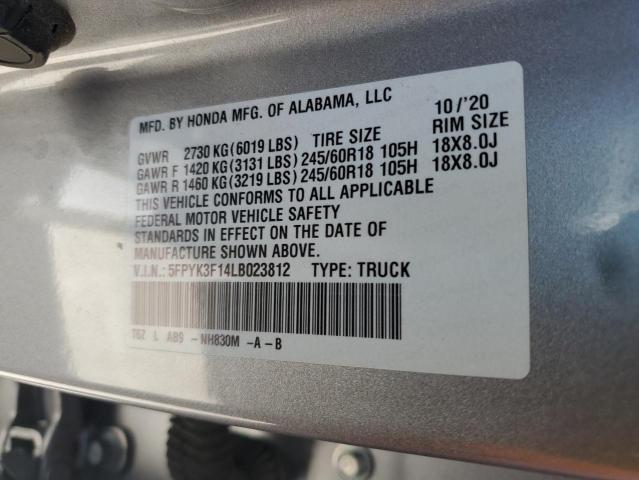 MFD. BY HONDA MFG. OF ALABAMA, LLC 10/'20
GVWR 2730 KG(6019 LBS) TIRE SIZE RIM SIZE
GAWR F 1420 KG(3131 LBS) 245/60R18 105H 18X8.0J
GAWR R 1460 KG(3219 LBS) 245/60R18 105H 18X8.0J
THIS VEHICLE CONFORMS TO ALL APPLICABLE
FEDERAL MOTOR VEHICLE SAFETY
STANDARDS IN EFFECT ON THE DATE OF
MANUFACTURE SHOWN ABOVE.
V.I.N.: 5FPYK3F14LB023812 TYPE: TRUCK
TGZ L AB9 -NH830M -A-B